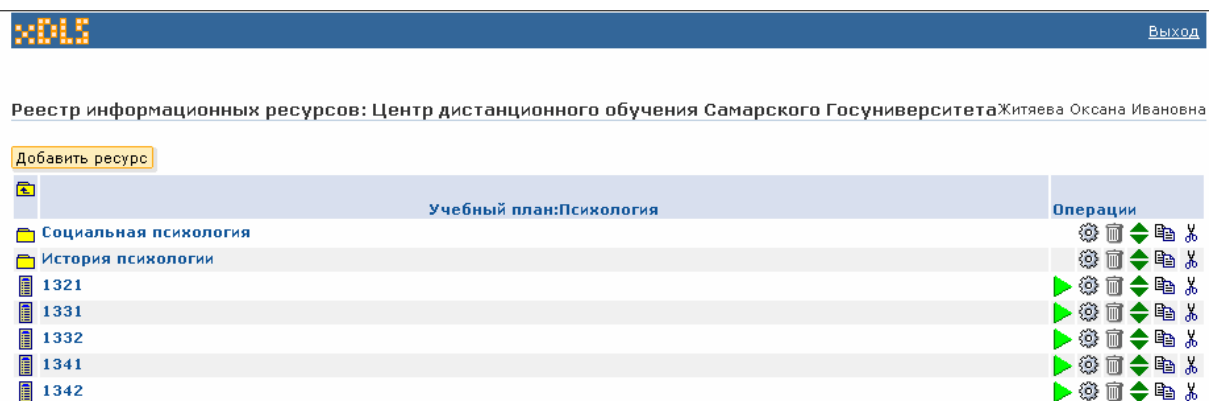 xDLS
Выход
Реестр информационных ресурсов: Центр дистанционного обучения Самарского Госуниверситета Житяева Оксана Ивановна
Добавить ресурс
Учебный план:Психология Операции
Социальная психология
История психологии
1321
1331
1332
1341
1342